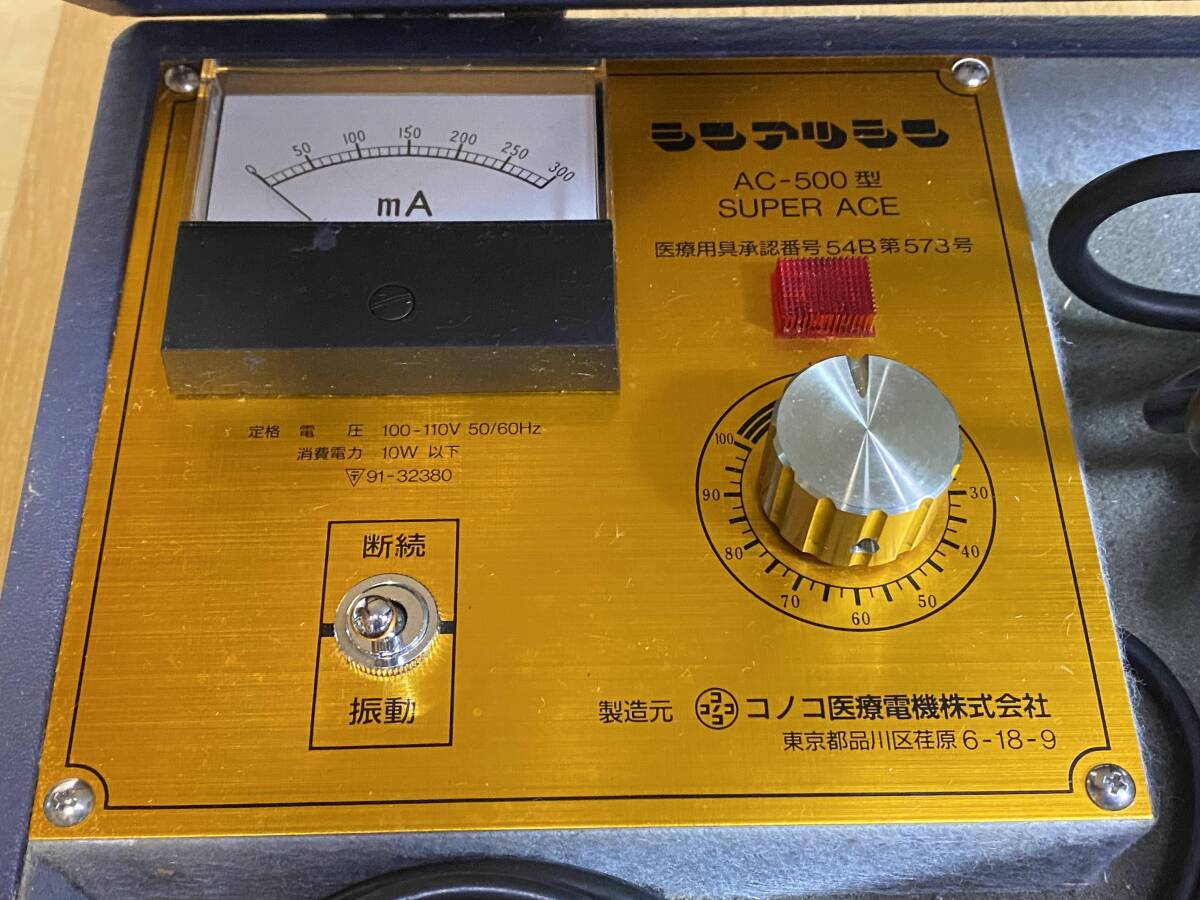 0 50 100 150 200 250 300
mA
シンアツシン
AC-500型
SUPER ACE
医療用具承認番号54B第573号
定格 電圧 100-110V 50/60Hz
消費電力 10W 以下
〒91-32380
100
90
80
70
60
50
40
30
断続
振動
製造元 コノコ医療電機株式会社
東京都品川区荏原6-18-9